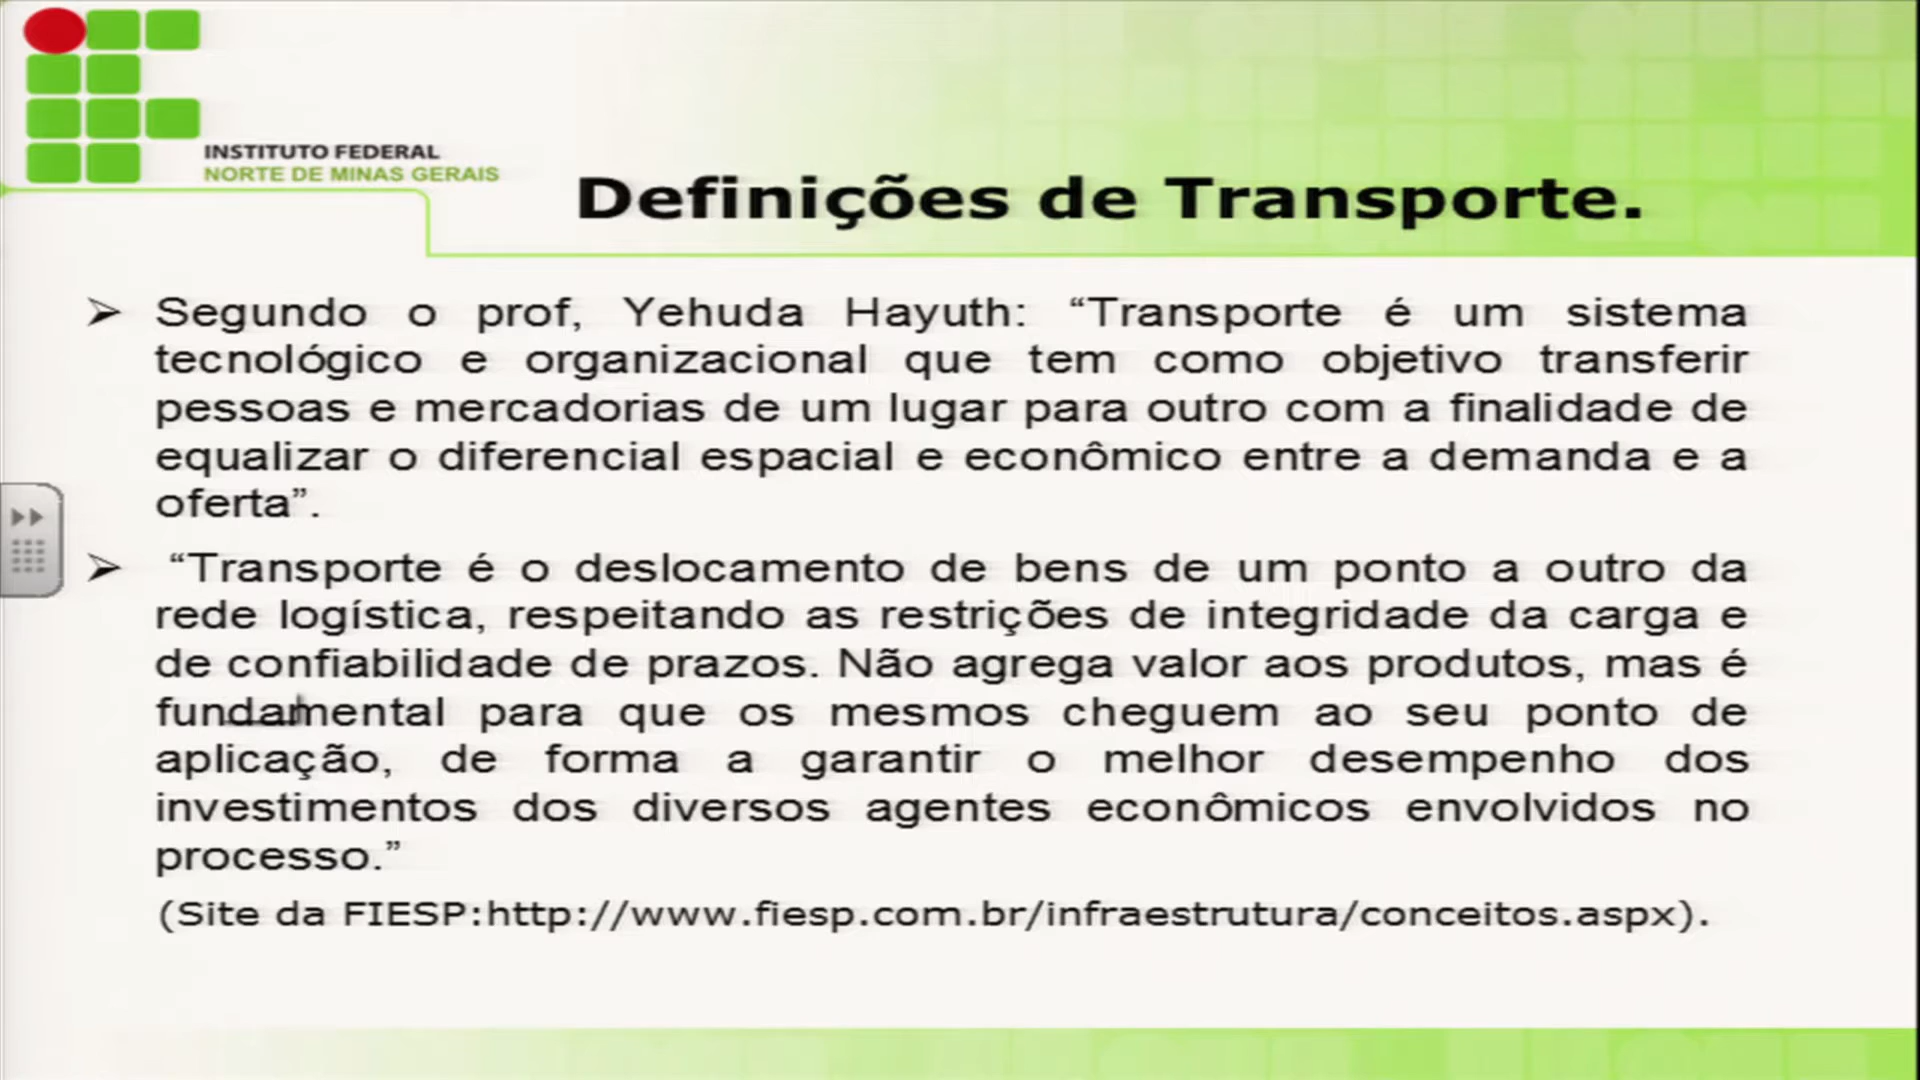 INSTITUTO FEDERAL
NORTE DE MINAS GERAIS
Definições de Transporte.
➢ Segundo o prof, Yehuda Hayuth: “Transporte é um sistema
tecnológico e organizacional que tem como objetivo transferir
pessoas e mercadorias de um lugar para outro com a finalidade de
equalizar o diferencial espacial e econômico entre a demanda e a
oferta”.
➢ “Transporte é o deslocamento de bens de um ponto a outro da
rede logística, respeitando as restrições de integridade da carga e
de confiabilidade de prazos. Não agrega valor aos produtos, mas é
fundamental para que os mesmos cheguem ao seu ponto de
aplicação, de forma a garantir o melhor desempenho dos
investimentos dos diversos agentes econômicos envolvidos no
processo.”
(Site da FIESP:http://www.fiesp.com.br/infraestrutura/conceitos.aspx).